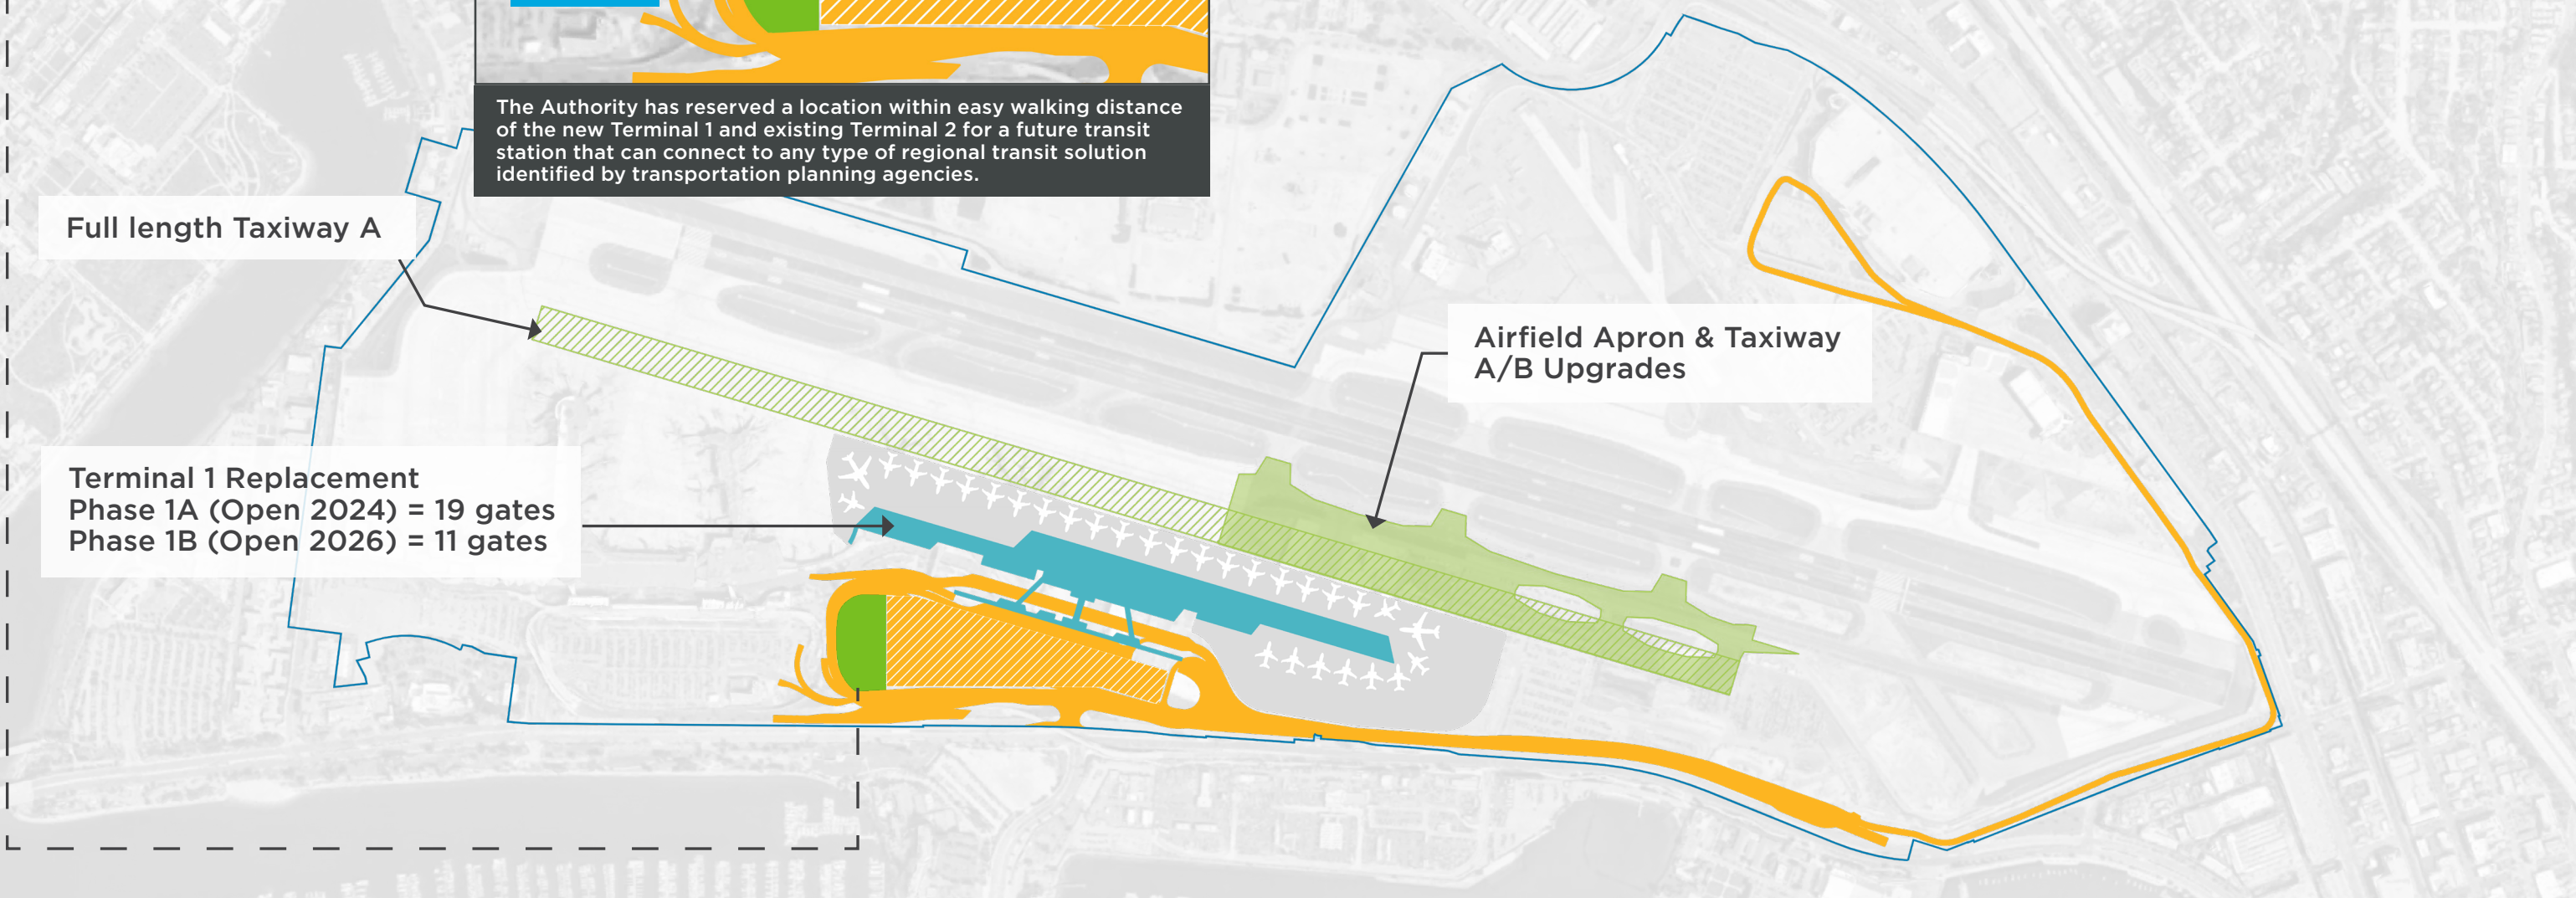 The Authority has reserved a location within easy walking distance
of the new Terminal 1 and existing Terminal 2 for a future transit
station that can connect to any type of regional transit solution
identified by transportation planning agencies.
Full length Taxiway A
Airfield Apron & Taxiway
A/B Upgrades
Terminal 1 Replacement
Phase 1A (Open 2024) = 19 gates
Phase 1B (Open 2026) = 11 gates